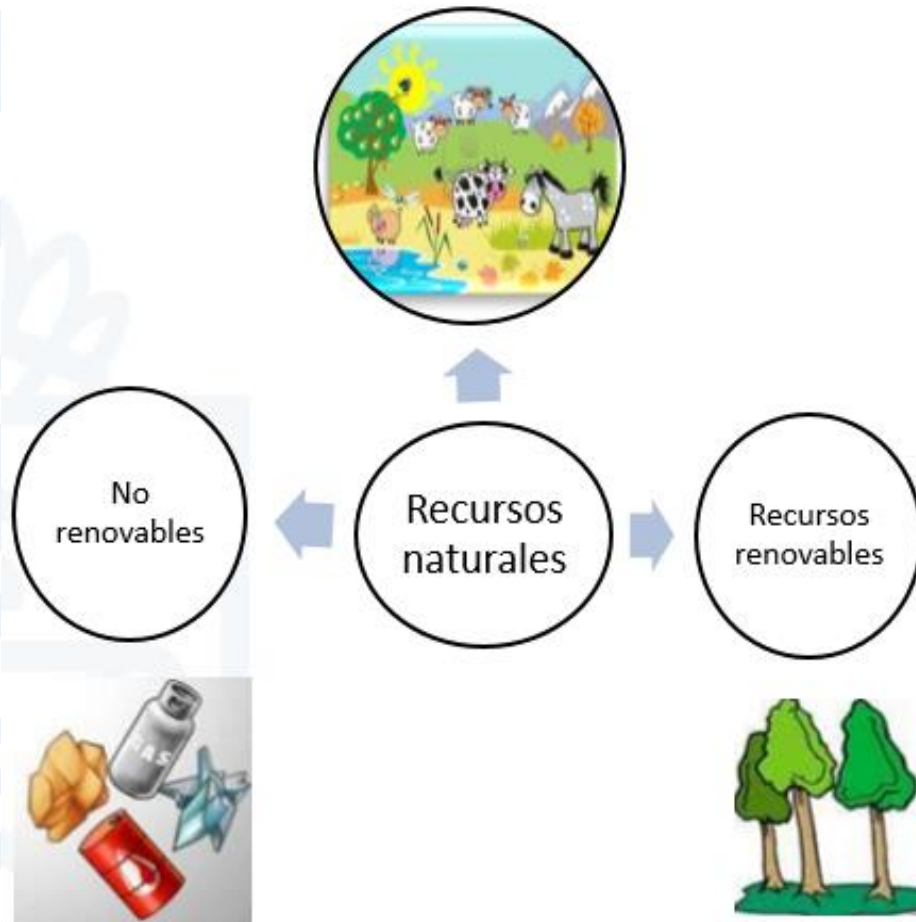 No
renovables
Recursos
naturales
Recursos
renovables
GAS